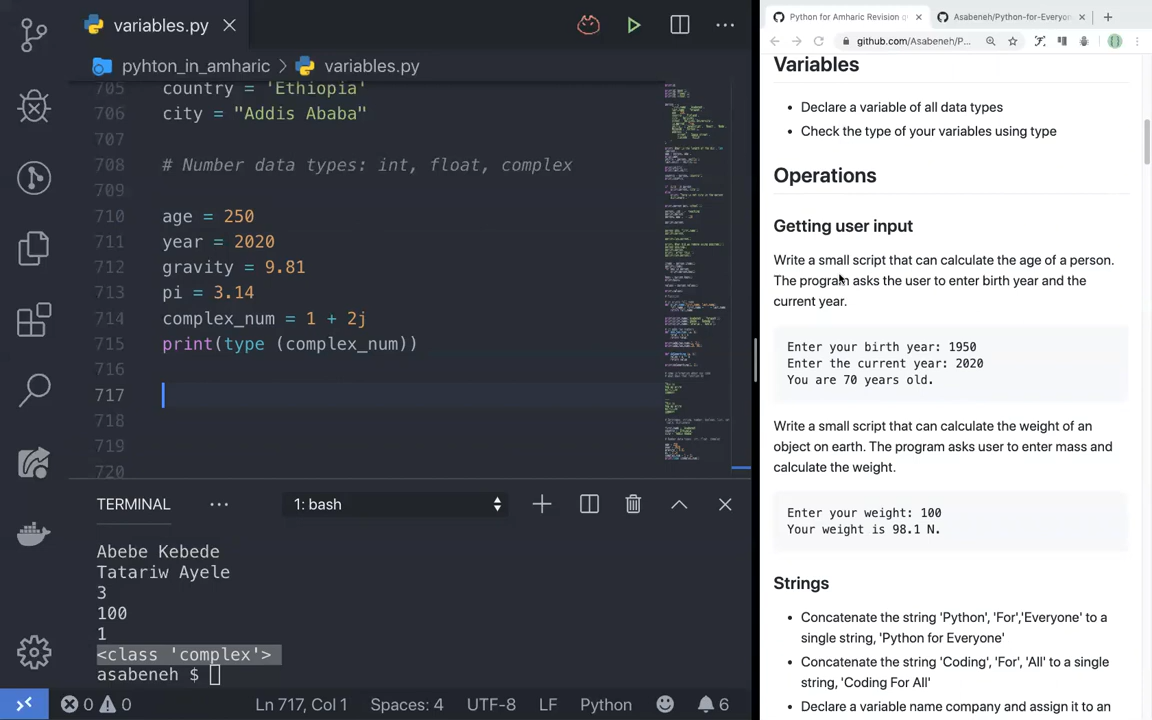 variables.py
pyhton_in_amharic > variables.py
705 country = 'Ethiopia'
706 city = "Addis Ababa"
707
708 # Number data types: int, float, complex
709
710 age = 250
711 year = 2020
712 gravity = 9.81
713 pi = 3.14
714 complex_num = 1 + 2j
715 print(type (complex_num))
716
717
718
719
720
TERMINAL
1: bash
Abebe Kebede
Tatariw Ayele
3
100
1
<class 'complex'>
asabeneh $
0 0
Ln 717, Col 1
Spaces: 4
UTF-8
LF
Python
6
Python for Amharic Revision
Asabeneh/Python-for-Everyon
github.com/Asabeneh/P...
Variables
• Declare a variable of all data types
• Check the type of your variables using type
Operations
Getting user input
Write a small script that can calculate the age of a person.
The program asks the user to enter birth year and the
current year.
Enter your birth year: 1950
Enter the current year: 2020
You are 70 years old.
Write a small script that can calculate the weight of an
object on earth. The program asks user to enter mass and
calculate the weight.
Enter your weight: 100
Your weight is 98.1 N.
Strings
• Concatenate the string 'Python', 'For','Everyone' to a
single string, 'Python for Everyone'
• Concatenate the string 'Coding', 'For', 'All' to a single
string, 'Coding For All'
• Declare a variable name company and assign it to an